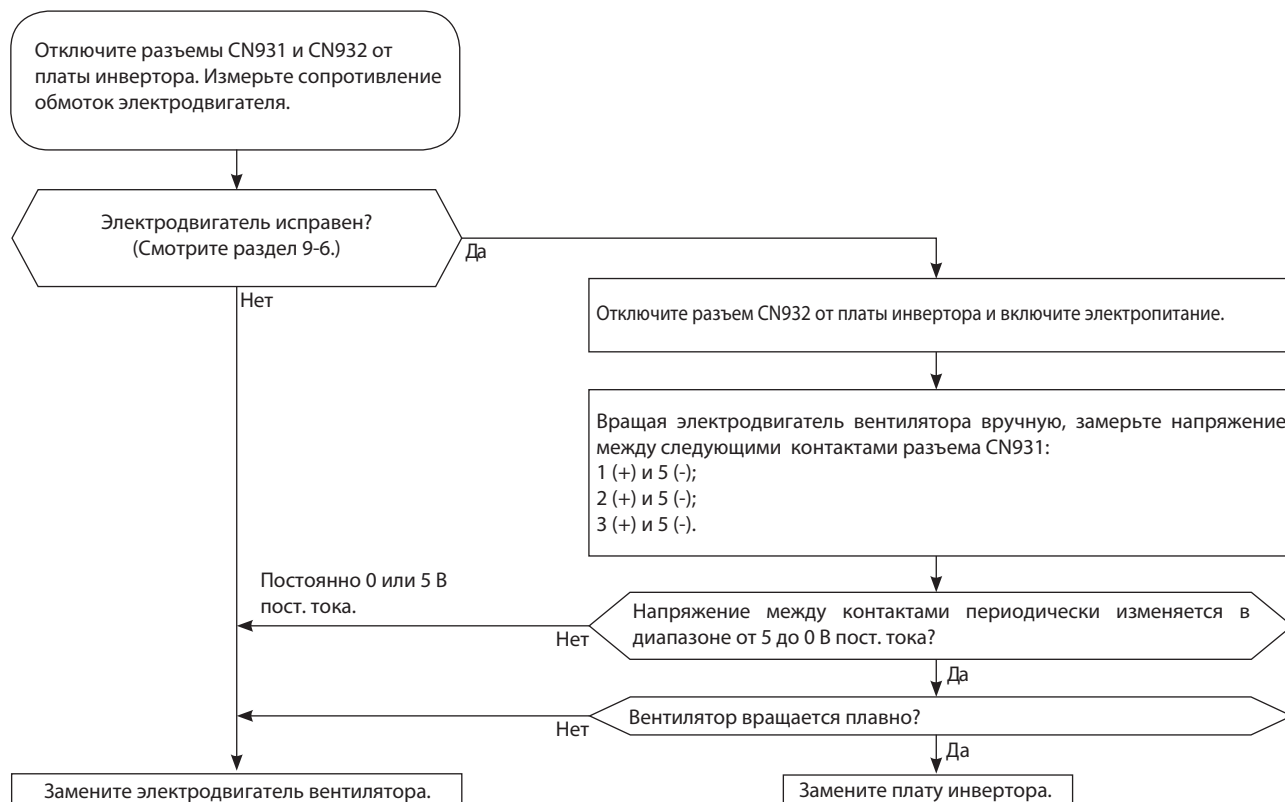 Отключите разъемы CN931 и CN932 от
платы инвертора. Измерьте сопротивление
обмоток электродвигателя.
Электродвигатель исправен?
(Смотрите раздел 9-6.)
Да
Нет
Отключите разъем CN932 от платы инвертора и включите электропитание.
Вращая электродвигатель вентилятора вручную, замерьте напряжение
между следующими контактами разъема CN931:
1 (+) и 5 (-);
2 (+) и 5 (-);
3 (+) и 5 (-).
Постоянно 0 или 5 В
пост. тока.
Напряжение между контактами периодически изменяется в
диапазоне от 5 до 0 В пост. тока?
Нет
Да
Вентилятор вращается плавно?
Нет
Да
Замените электродвигатель вентилятора.
Замените плату инвертора.